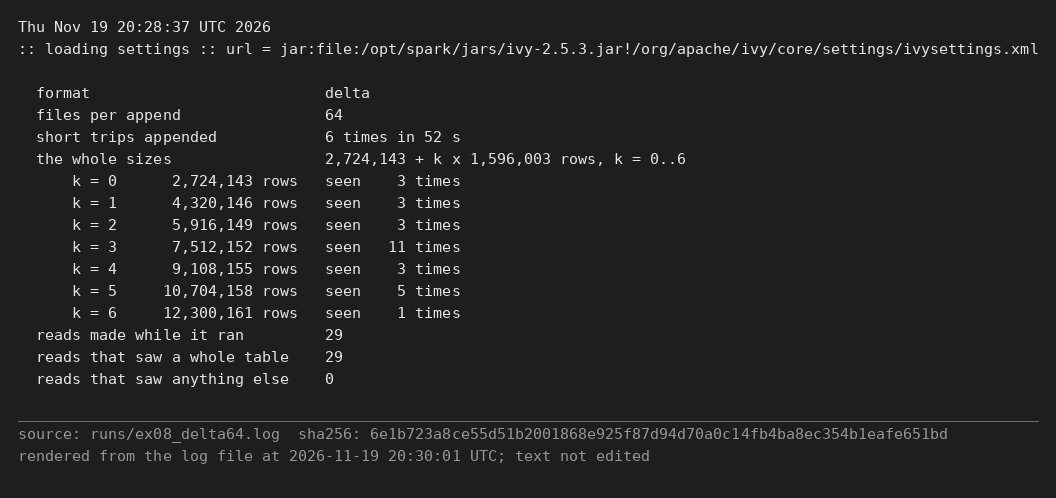 Thu Nov 19 20:28:37 UTC 2026
:: loading settings :: url = jar:file:/opt/spark/jars/ivy-2.5.3.jar!/org/apache/ivy/core/settings/ivysettings.xml
format delta
files per append 64
short trips appended 6 times in 52 s
the whole sizes 2,724,143 + k x 1,596,003 rows, k = 0..6
k = 0 2,724,143 rows seen 3 times
k = 1 4,320,146 rows seen 3 times
k = 2 5,916,149 rows seen 3 times
k = 3 7,512,152 rows seen 11 times
k = 4 9,108,155 rows seen 3 times
k = 5 10,704,158 rows seen 5 times
k = 6 12,300,161 rows seen 1 times
reads made while it ran 29
reads that saw a whole table 29
reads that saw anything else 0
source: runs/ex08_delta64.log sha256: 6e1b723a8ce55d51b2001868e925f87d94d70a0c14fb4ba8ec354b1eafe651bd
rendered from the log file at 2026-11-19 20:30:01 UTC; text not edited